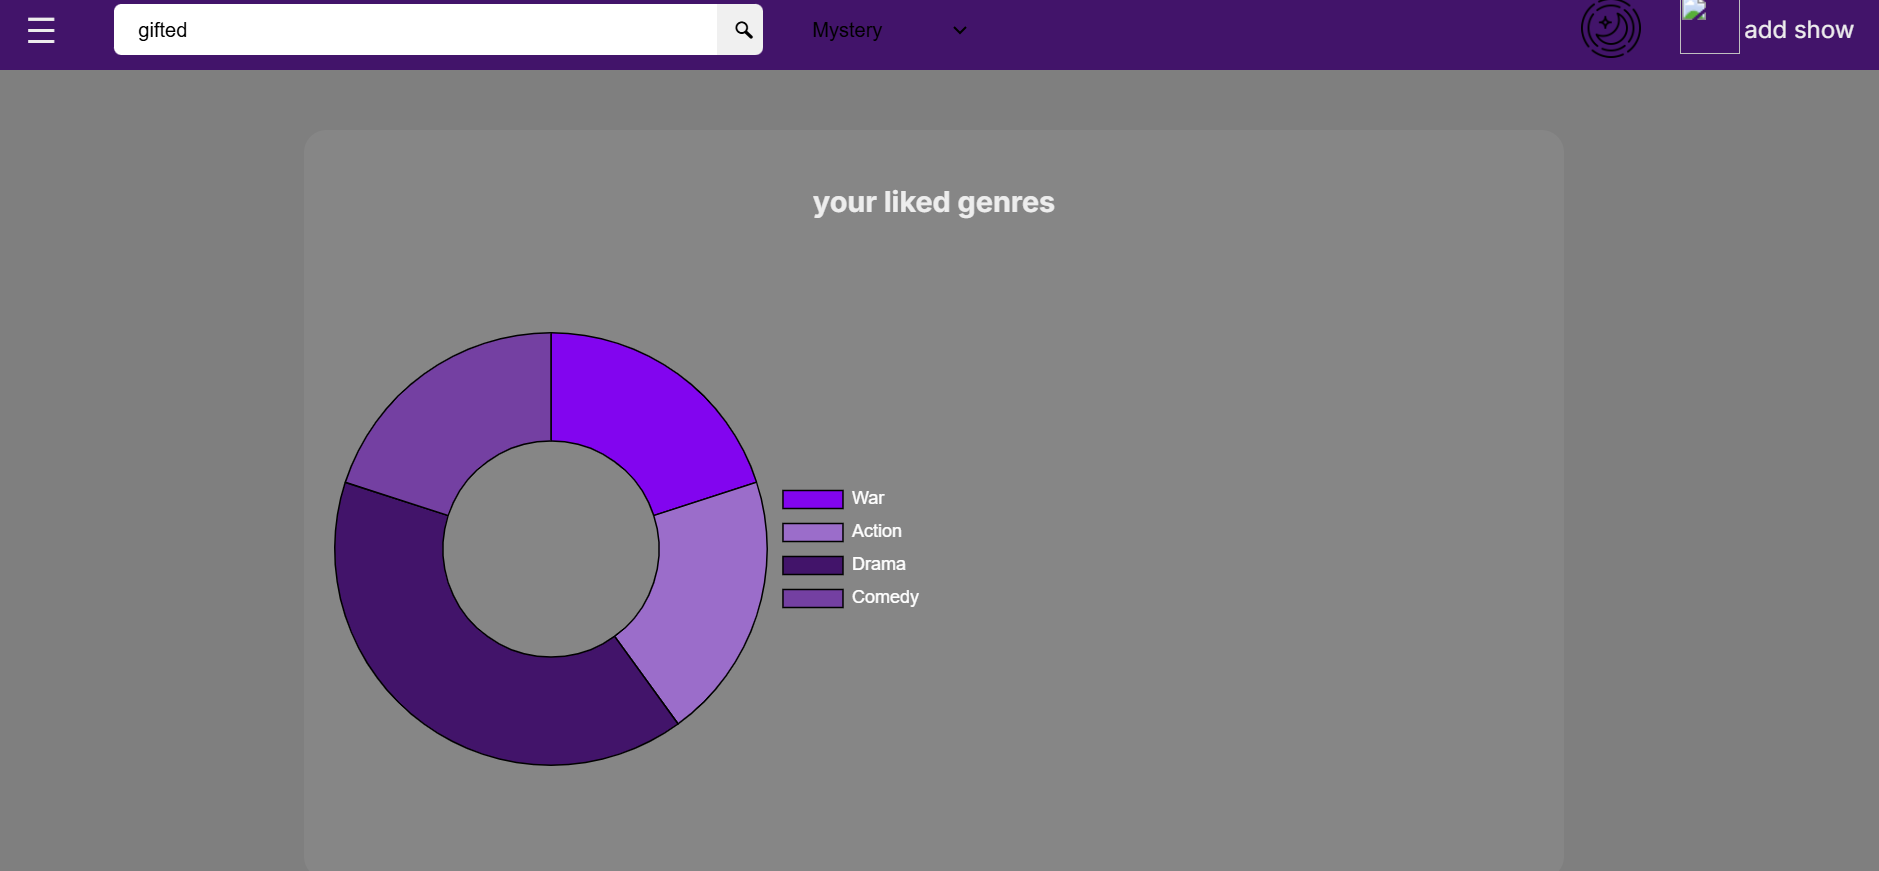 gifted
Mystery
add show
your liked genres
War
Action
Drama
Comedy